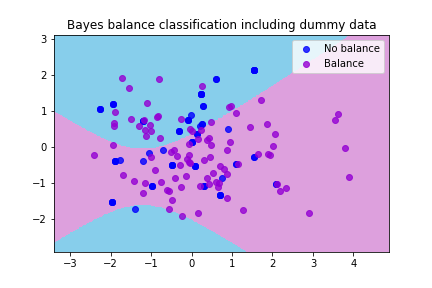 Bayes balance classification including dummy data
No balance
Balance
3
2
1
0
−1
−2
−3 −2 −1 0 1 2 3 4